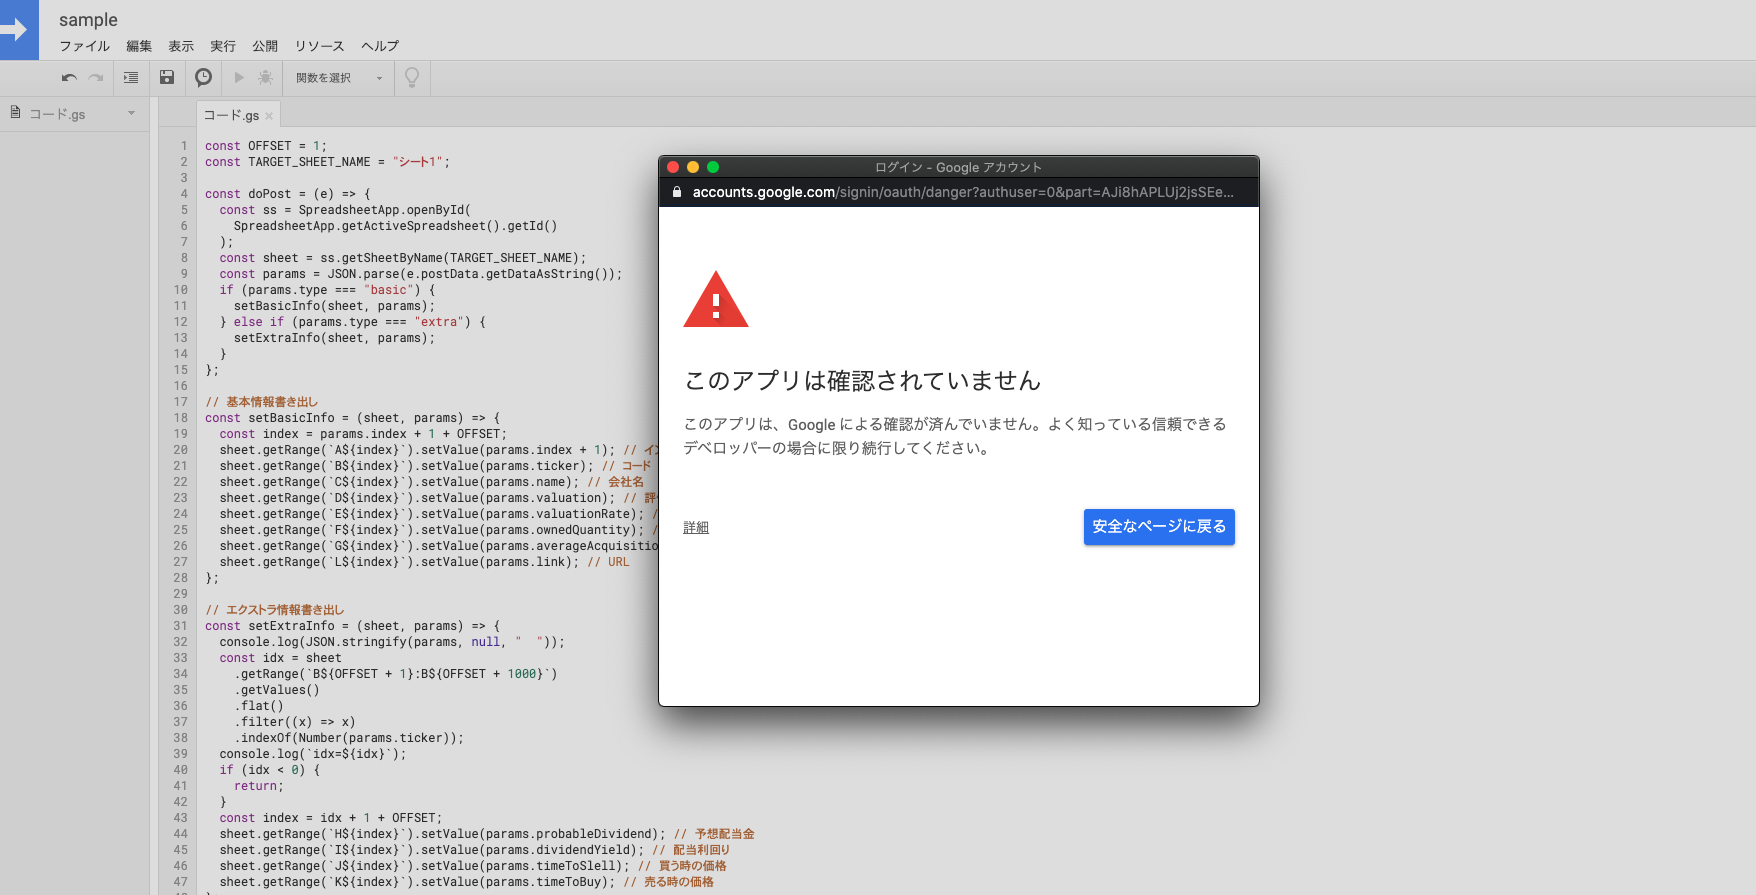 sample
ファイル 編集 表示 実行 公開 リソース ヘルプ
関数を選択
コード.gs
コード.gs ×
1 const OFFSET = 1;
2 const TARGET_SHEET_NAME = "シート1";
3
4 const doPost = (e) => {
5 const ss = SpreadsheetApp.openById(
6 SpreadsheetApp.getActiveSpreadsheet().getId()
7 );
8 const sheet = ss.getSheetByName(TARGET_SHEET_NAME);
9 const params = JSON.parse(e.postData.getDataAsString());
10 if (params.type === "basic") {
11 setBasicInfo(sheet, params);
12 } else if (params.type === "extra") {
13 setExtraInfo(sheet, params);
14 }
15 };
16
17 // 基本情報書き出し
18 const setBasicInfo = (sheet, params) => {
19 const index = params.index + 1 + OFFSET;
20 sheet.getRange(`A${index}`).setValue(params.index + 1); // イン
21 sheet.getRange(`B${index}`).setValue(params.ticker); // コード
22 sheet.getRange(`C${index}`).setValue(params.name); // 会社名
23 sheet.getRange(`D${index}`).setValue(params.valuation); // 評
24 sheet.getRange(`E${index}`).setValue(params.valuationRate); /
25 sheet.getRange(`F${index}`).setValue(params.ownedQuantity); /
26 sheet.getRange(`G${index}`).setValue(params.averageAcquisitio
27 sheet.getRange(`L${index}`).setValue(params.link); // URL
28 };
29
30 // エクストラ情報書き出し
31 const setExtraInfo = (sheet, params) => {
32 console.log(JSON.stringify(params, null, "  "));
33 const idx = sheet
34 .getRange(`B${OFFSET + 1}:B${OFFSET + 1000}`)
35 .getValues()
36 .flat()
37 .filter((x) => x)
38 .indexOf(Number(params.ticker));
39 console.log(`idx=${idx}`);
40 if (idx < 0) {
41 return;
42 }
43 const index = idx + 1 + OFFSET;
44 sheet.getRange(`H${index}`).setValue(params.probableDividend); // 予想配当金
45 sheet.getRange(`I${index}`).setValue(params.dividendYield); // 配当利回り
46 sheet.getRange(`J${index}`).setValue(params.timeToSlell); // 買う時の価格
47 sheet.getRange(`K${index}`).setValue(params.timeToBuy); // 売る時の価格
ログイン - Google アカウント
accounts.google.com/signin/oauth/danger?authuser=0&part=AJi8hAPLUj2jsSEe...
このアプリは確認されていません
このアプリは、Google による確認が済んでいません。よく知っている信頼できる
デベロッパーの場合に限り続行してください。
詳細
安全なページに戻る